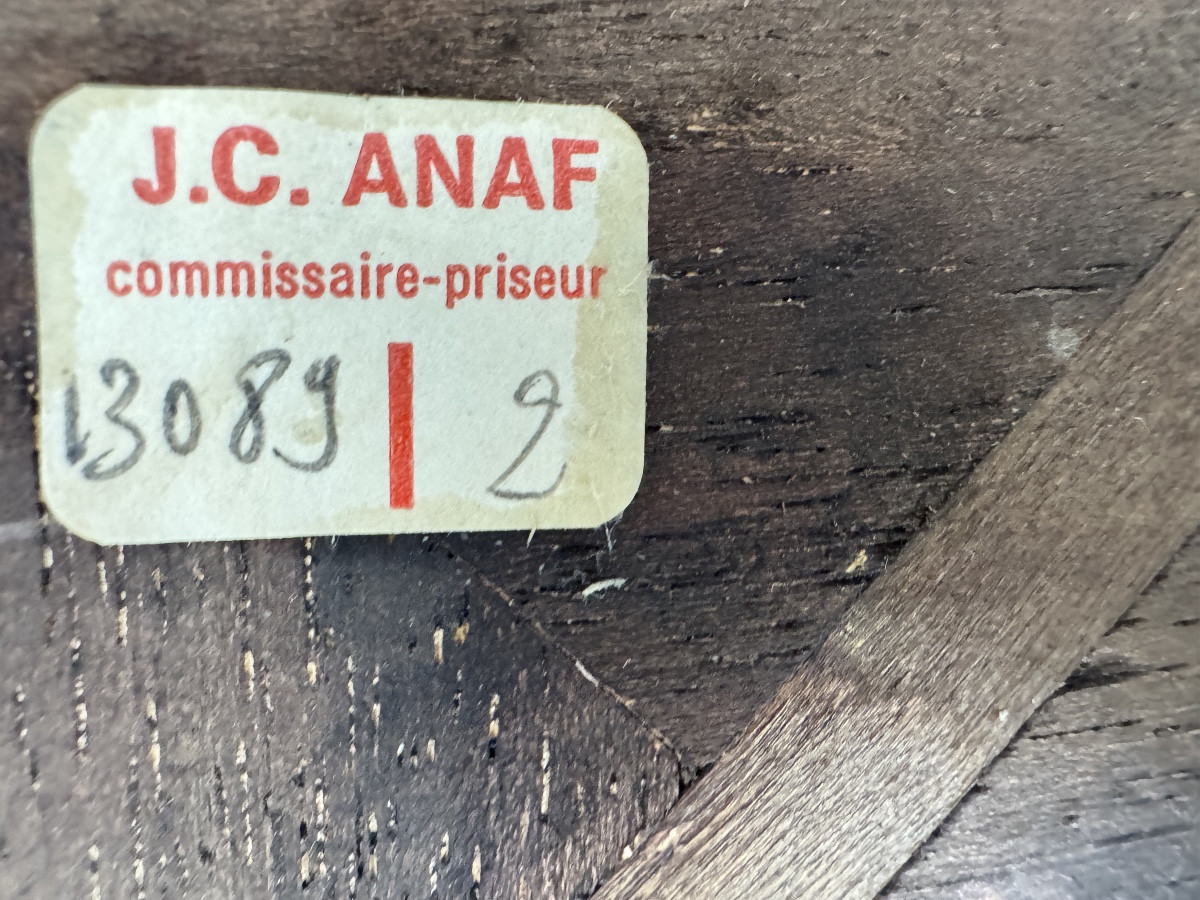 J.C. ANAF
commissaire-priseur
13089 | 2